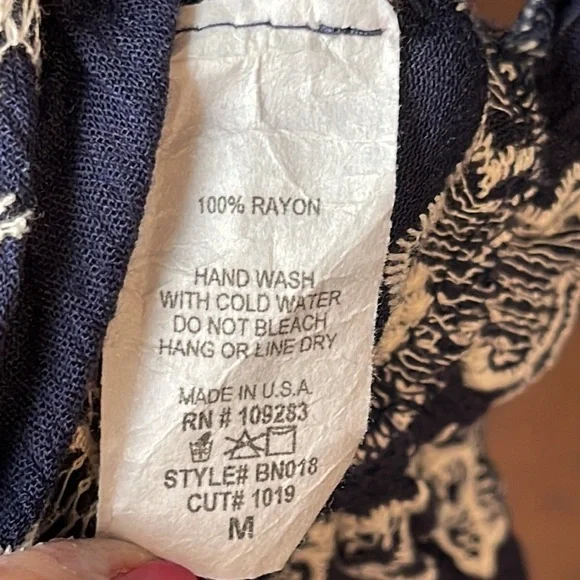 100% RAYON
HAND WASH
WITH COLD WATER
DO NOT BLEACH
HANG OR LINE DRY
MADE IN U.S.A.
RN # 109283
STYLE# BN018
CUT# 1019
M